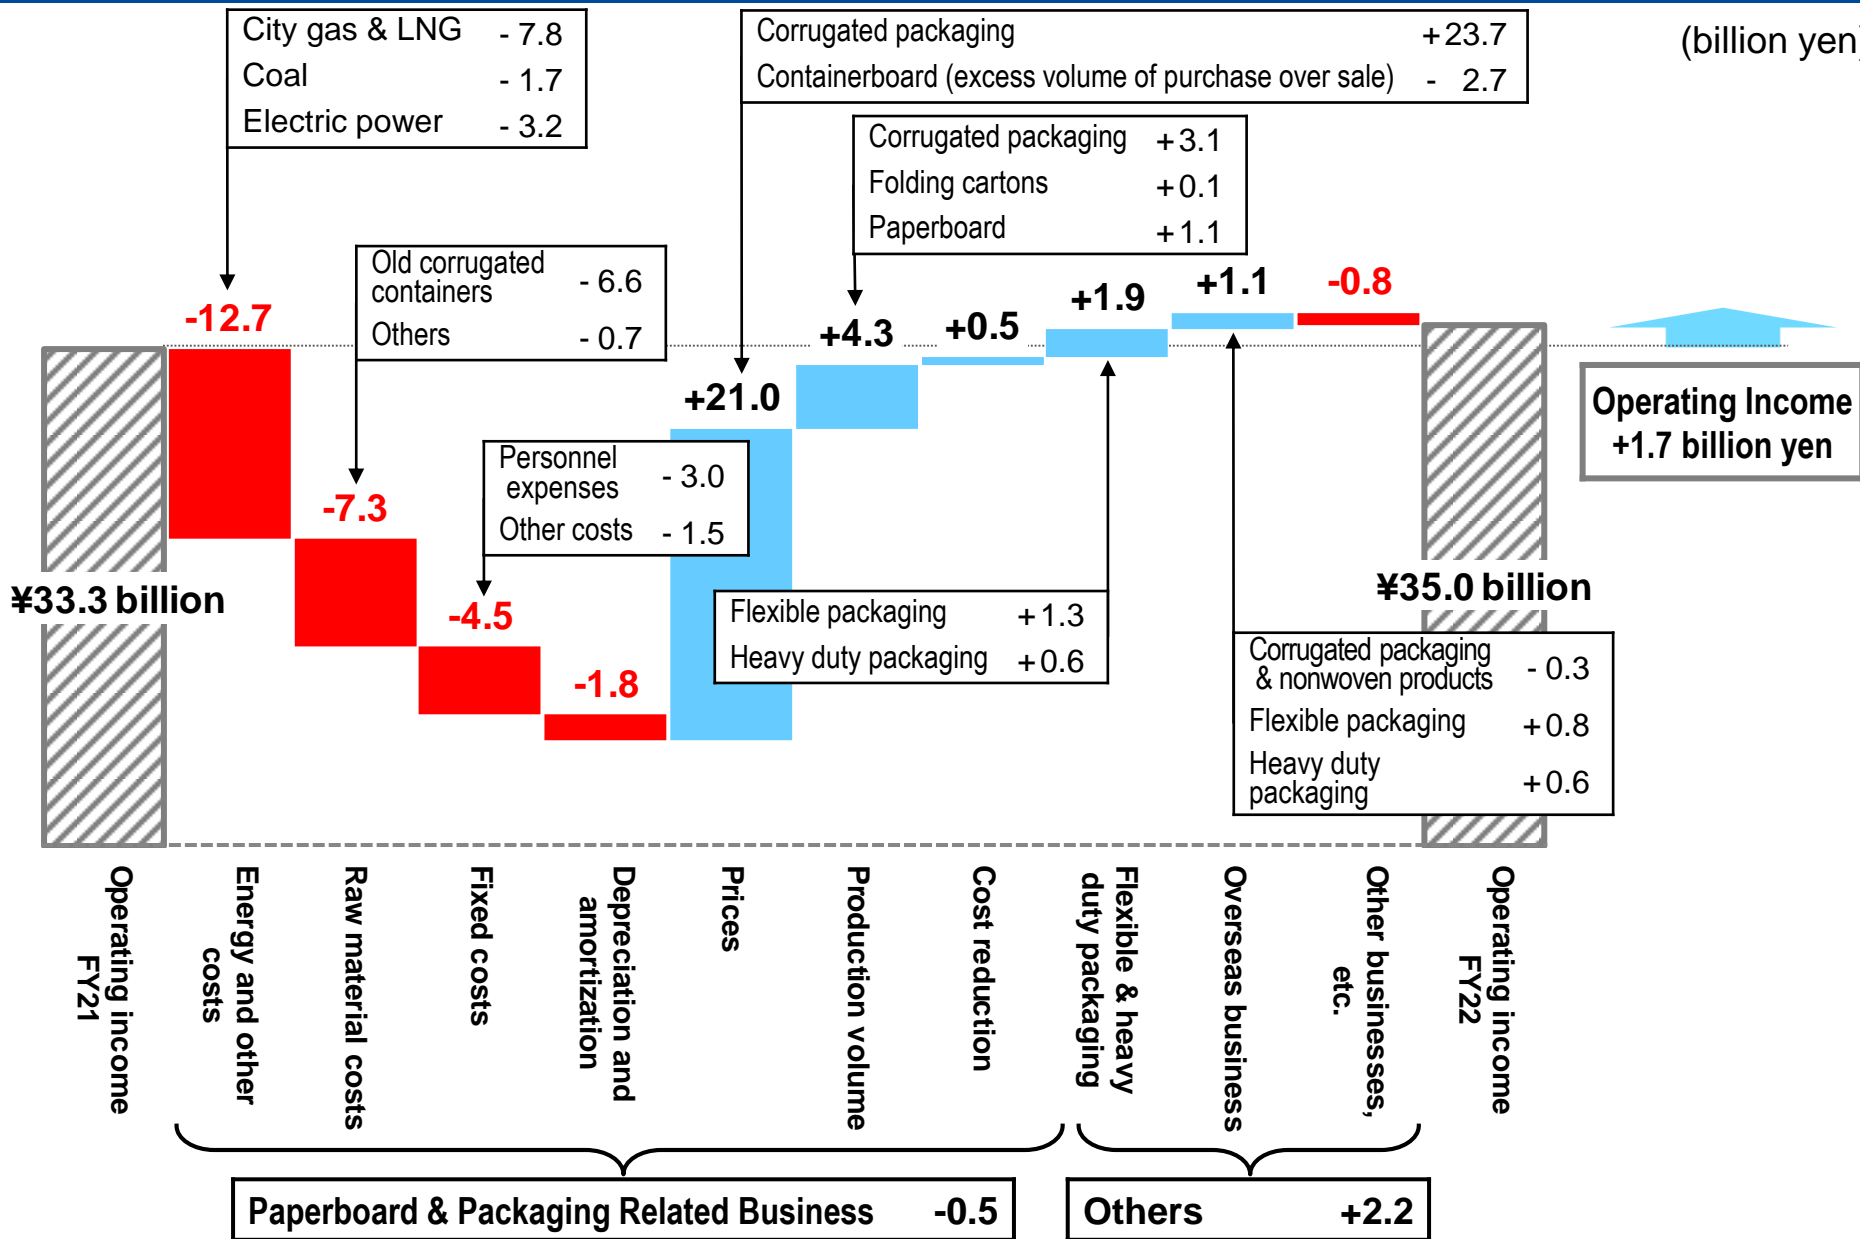 (billion yen)
City gas & LNG - 7.8
Coal - 1.7
Electric power - 3.2
Corrugated packaging +23.7
Containerboard (excess volume of purchase over sale) - 2.7
Corrugated packaging +3.1
Folding cartons +0.1
Paperboard +1.1
Old corrugated
containers - 6.6
Others - 0.7
Personnel
expenses - 3.0
Other costs - 1.5
Flexible packaging +1.3
Heavy duty packaging +0.6
Corrugated packaging
& nonwoven products - 0.3
Flexible packaging +0.8
Heavy duty
packaging +0.6
-12.7
-7.3
-4.5
-1.8
+21.0
+4.3
+0.5
+1.9
+1.1
-0.8
¥33.3 billion
¥35.0 billion
Operating Income
+1.7 billion yen
Operating income
FY21
Energy and other
costs
Raw material costs
Fixed costs
Depreciation and
amortization
Prices
Production volume
Cost reduction
Flexible & heavy
duty packaging
Overseas business
Other businesses,
etc.
Operating income
FY22
Paperboard & Packaging Related Business -0.5
Others +2.2